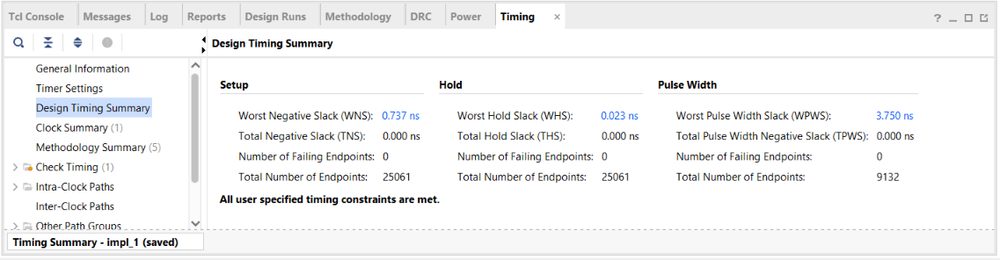 Tcl Console Messages Log Reports Design Runs Methodology DRC Power Timing × ? _
Design Timing Summary
General Information
Timer Settings
Design Timing Summary
Clock Summary (1)
Methodology Summary (5)
Check Timing (1)
Intra-Clock Paths
Inter-Clock Paths
Other Path Groups
Setup Hold Pulse Width
Worst Negative Slack (WNS): 0.737 ns Worst Hold Slack (WHS): 0.023 ns Worst Pulse Width Slack (WPWS): 3.750 ns
Total Negative Slack (TNS): 0.000 ns Total Hold Slack (THS): 0.000 ns Total Pulse Width Negative Slack (TPWS): 0.000 ns
Number of Failing Endpoints: 0 Number of Failing Endpoints: 0 Number of Failing Endpoints: 0
Total Number of Endpoints: 25061 Total Number of Endpoints: 25061 Total Number of Endpoints: 9132
All user specified timing constraints are met.
Timing Summary - impl_1 (saved)